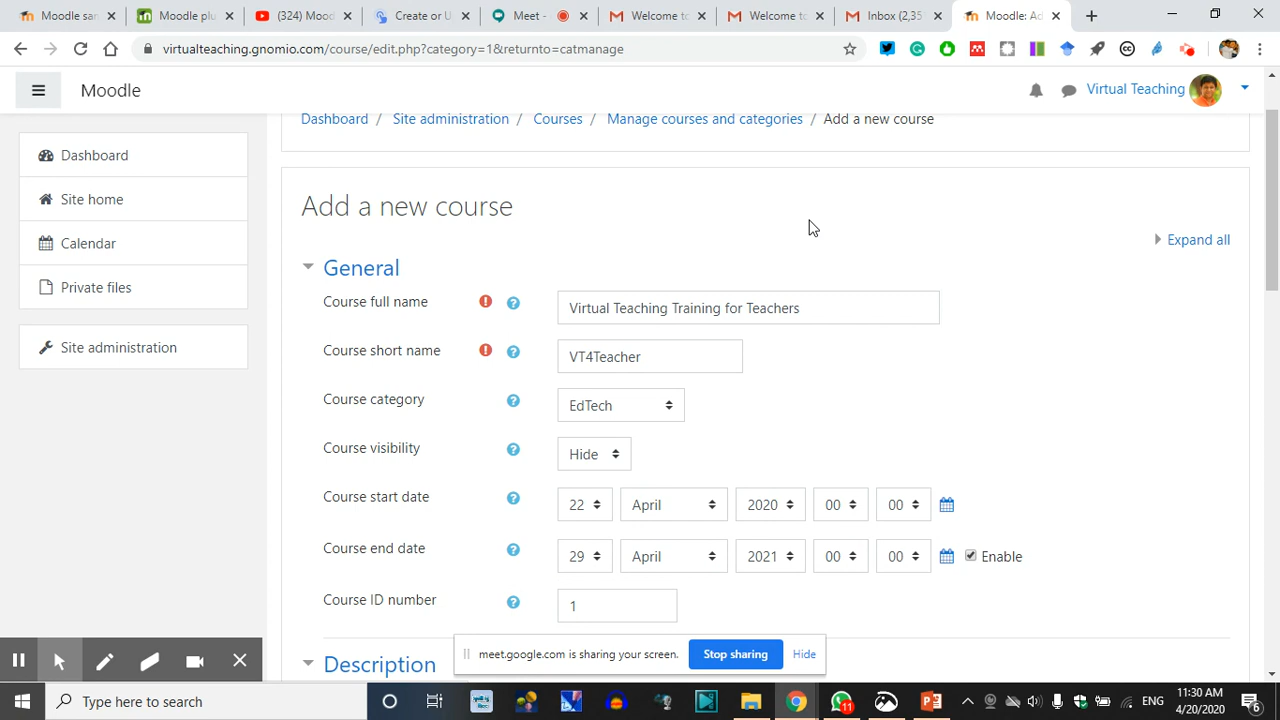 Moodle san
Moodle plu
(324) Mood
Create or U
Meet -
Welcome to
Welcome to
Inbox (2,35
Moodle: Ad
virtualteaching.gnomio.com/course/edit.php?category=1&returnto=catmanage
Moodle
Virtual Teaching
Dashboard / Site administration / Courses / Manage courses and categories / Add a new course
Dashboard
Site home
Calendar
Private files
Site administration
Add a new course
Expand all
General
Course full name Virtual Teaching Training for Teachers
Course short name VT4Teacher
Course category EdTech
Course visibility Hide
Course start date 22 April 2020 00 00
Course end date 29 April 2021 00 00 Enable
Course ID number 1
meet.google.com is sharing your screen. Stop sharing Hide
Description
Type here to search
11
ENG
11:30 AM
4/20/2020
6